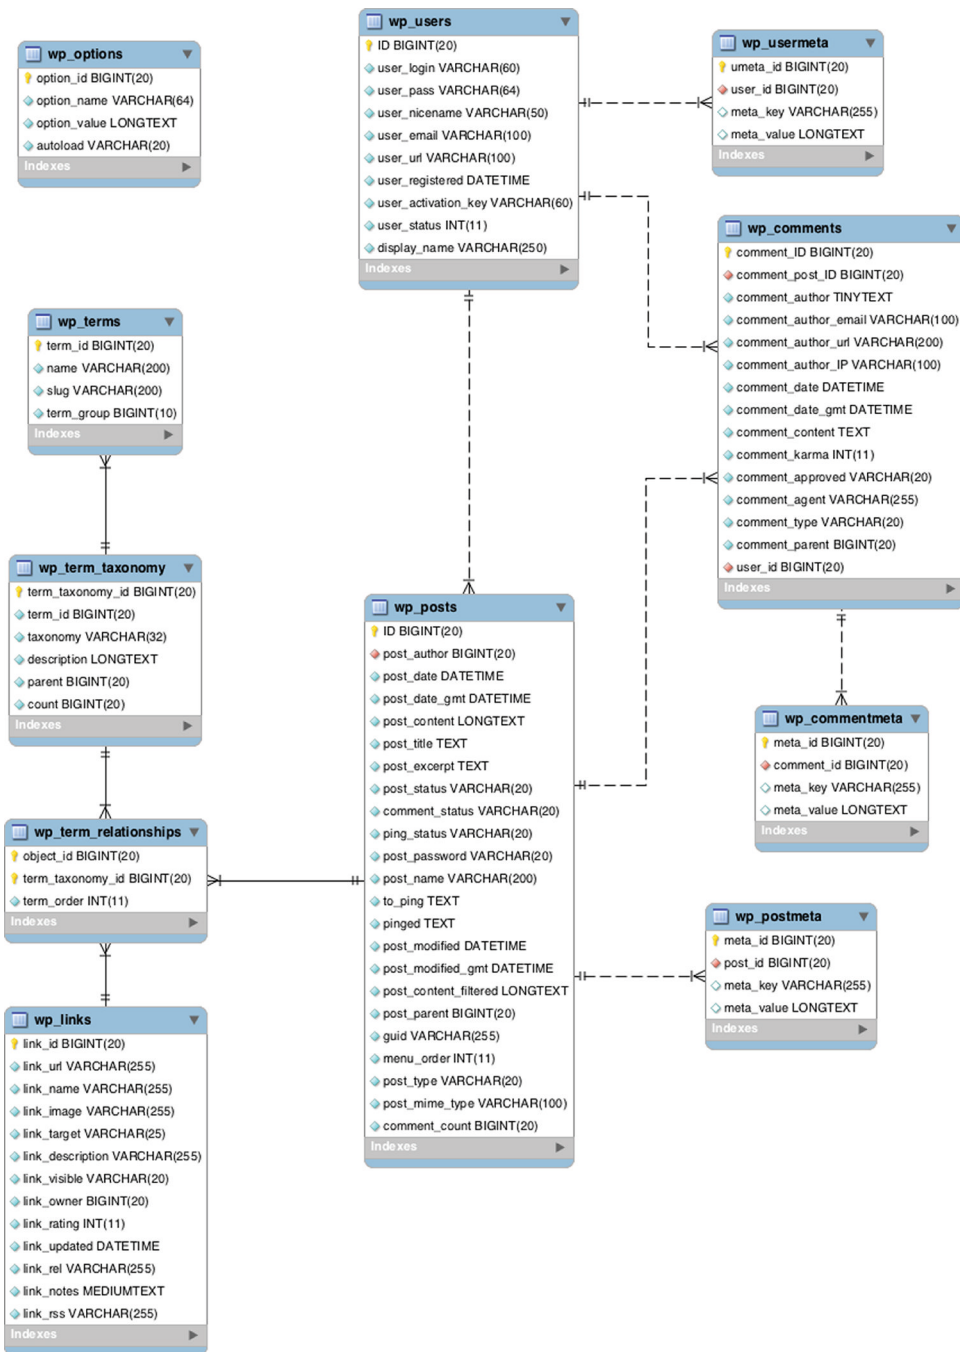 wp_options
option_id BIGINT(20)
option_name VARCHAR(64)
option_value LONGTEXT
autoload VARCHAR(20)
Indexes
wp_users
ID BIGINT(20)
user_login VARCHAR(60)
user_pass VARCHAR(64)
user_nicename VARCHAR(50)
user_email VARCHAR(100)
user_url VARCHAR(100)
user_registered DATETIME
user_activation_key VARCHAR(60)
user_status INT(11)
display_name VARCHAR(250)
Indexes
wp_usermeta
umeta_id BIGINT(20)
user_id BIGINT(20)
meta_key VARCHAR(255)
meta_value LONGTEXT
Indexes
wp_comments
comment_ID BIGINT(20)
comment_post_ID BIGINT(20)
comment_author TINYTEXT
comment_author_email VARCHAR(100)
comment_author_url VARCHAR(200)
comment_author_IP VARCHAR(100)
comment_date DATETIME
comment_date_gmt DATETIME
comment_content TEXT
comment_karma INT(11)
comment_approved VARCHAR(20)
comment_agent VARCHAR(255)
comment_type VARCHAR(20)
comment_parent BIGINT(20)
user_id BIGINT(20)
Indexes
wp_terms
term_id BIGINT(20)
name VARCHAR(200)
slug VARCHAR(200)
term_group BIGINT(10)
Indexes
wp_term_taxonomy
term_taxonomy_id BIGINT(20)
term_id BIGINT(20)
taxonomy VARCHAR(32)
description LONGTEXT
parent BIGINT(20)
count BIGINT(20)
Indexes
wp_posts
ID BIGINT(20)
post_author BIGINT(20)
post_date DATETIME
post_date_gmt DATETIME
post_content LONGTEXT
post_title TEXT
post_excerpt TEXT
post_status VARCHAR(20)
comment_status VARCHAR(20)
ping_status VARCHAR(20)
post_password VARCHAR(20)
post_name VARCHAR(200)
to_ping TEXT
pinged TEXT
post_modified DATETIME
post_modified_gmt DATETIME
post_content_filtered LONGTEXT
post_parent BIGINT(20)
guid VARCHAR(255)
menu_order INT(11)
post_type VARCHAR(20)
post_mime_type VARCHAR(100)
comment_count BIGINT(20)
Indexes
wp_commentmeta
meta_id BIGINT(20)
comment_id BIGINT(20)
meta_key VARCHAR(255)
meta_value LONGTEXT
Indexes
wp_term_relationships
object_id BIGINT(20)
term_taxonomy_id BIGINT(20)
term_order INT(11)
Indexes
wp_postmeta
meta_id BIGINT(20)
post_id BIGINT(20)
meta_key VARCHAR(255)
meta_value LONGTEXT
Indexes
wp_links
link_id BIGINT(20)
link_url VARCHAR(255)
link_name VARCHAR(255)
link_image VARCHAR(255)
link_target VARCHAR(25)
link_description VARCHAR(255)
link_visible VARCHAR(20)
link_owner BIGINT(20)
link_rating INT(11)
link_updated DATETIME
link_rel VARCHAR(255)
link_notes MEDIUMTEXT
link_rss VARCHAR(255)
Indexes